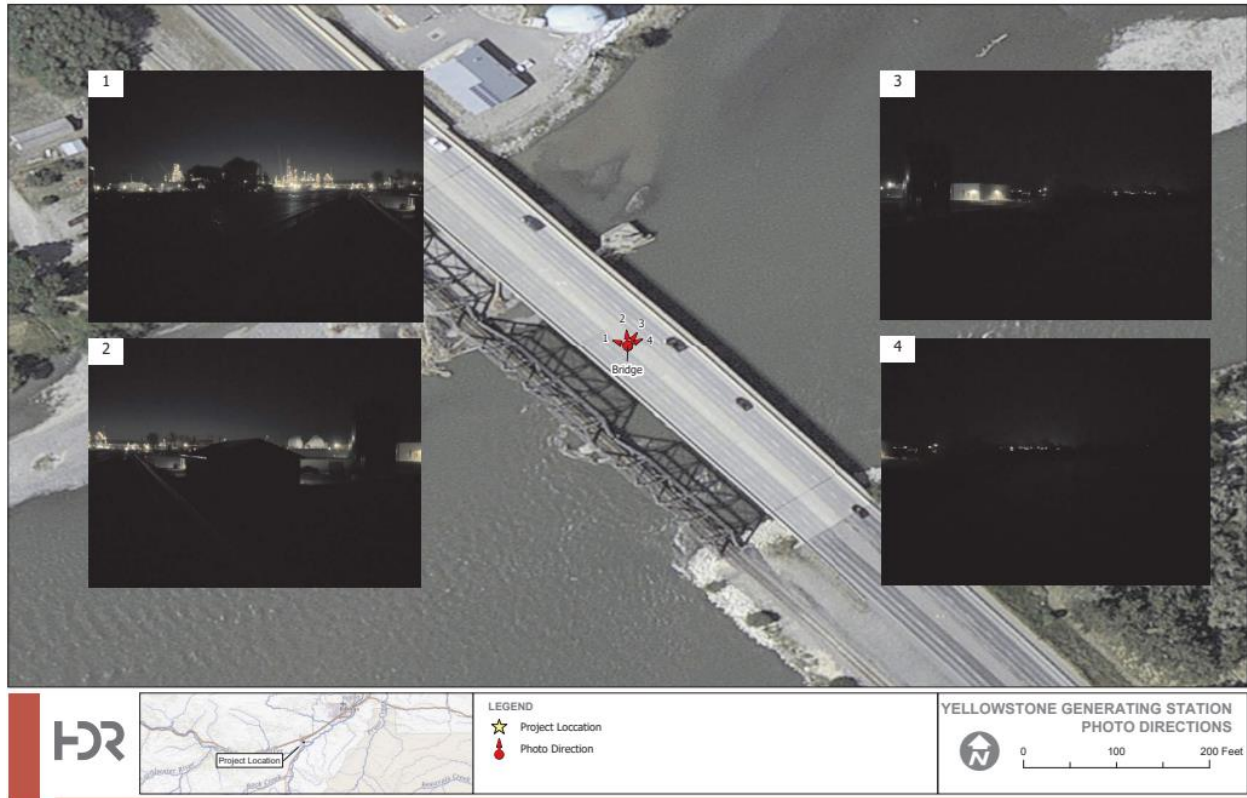 1
3
2
3
1
4
Bridge
2
4
HDR
Project Location
LEGEND
Project Loccation
Photo Direction
YELLOWSTONE GENERATING STATION
PHOTO DIRECTIONS
0 100 200 Feet